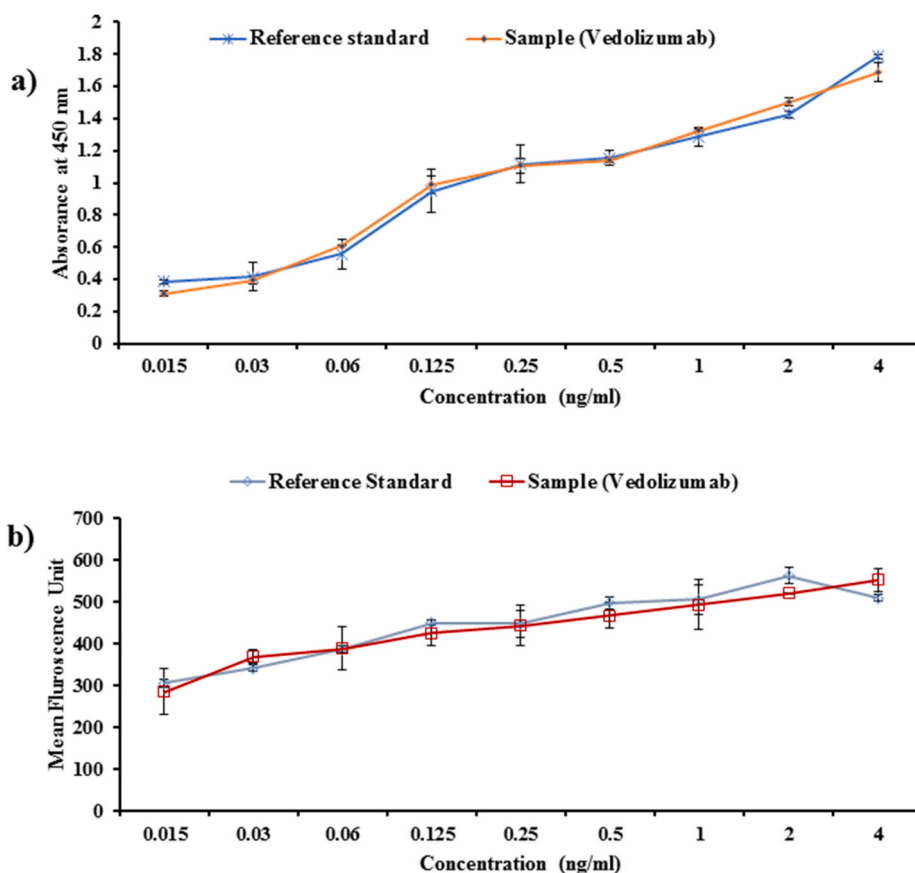 Reference standard Sample (Vedolizumab)
a)
Absorance at 450 nm
2
1.8
1.6
1.4
1.2
1
0.8
0.6
0.4
0.2
0
0.015 0.03 0.06 0.125 0.25 0.5 1 2 4
Concentration (ng/ml)
Reference Standard Sample (Vedolizumab)
b)
Mean Fluroscence Unit
700
600
500
400
300
200
100
0
0.015 0.03 0.06 0.125 0.25 0.5 1 2 4
Concentration (ng/ml)